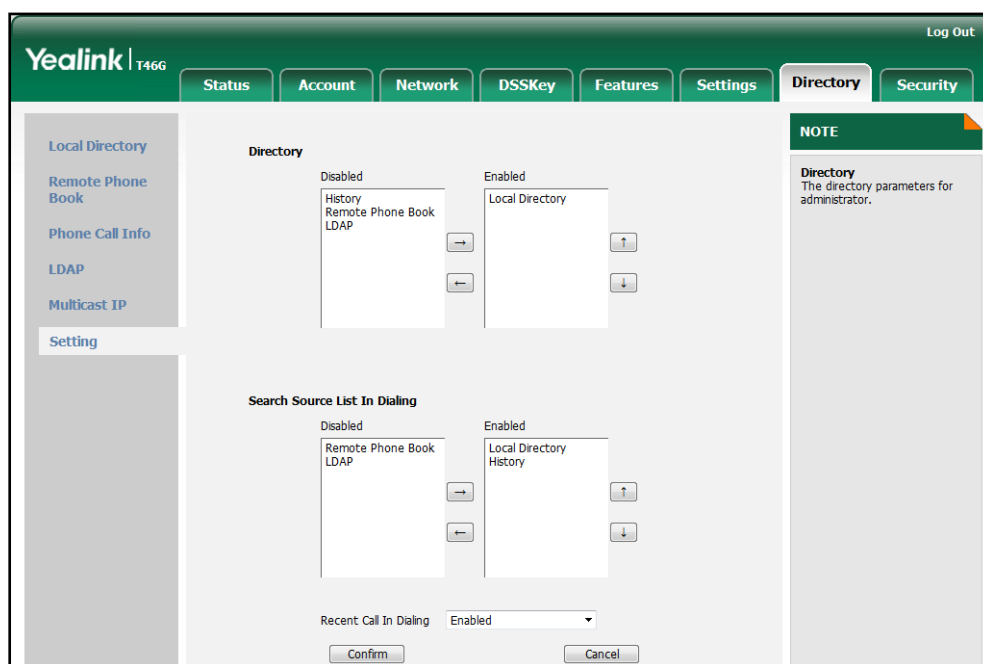 Log Out
Yealink | T46G
Status Account Network DSSKey Features Settings Directory Security
Local Directory
Remote Phone
Book
Phone Call Info
LDAP
Multicast IP
Setting
Directory
Disabled Enabled
History
Remote Phone Book
LDAP
Local Directory
→
←
↑
↓
Search Source List In Dialing
Disabled Enabled
Remote Phone Book
LDAP
Local Directory
History
→
←
↑
↓
Recent Call In Dialing Enabled
Confirm Cancel
NOTE
Directory
The directory parameters for
administrator.